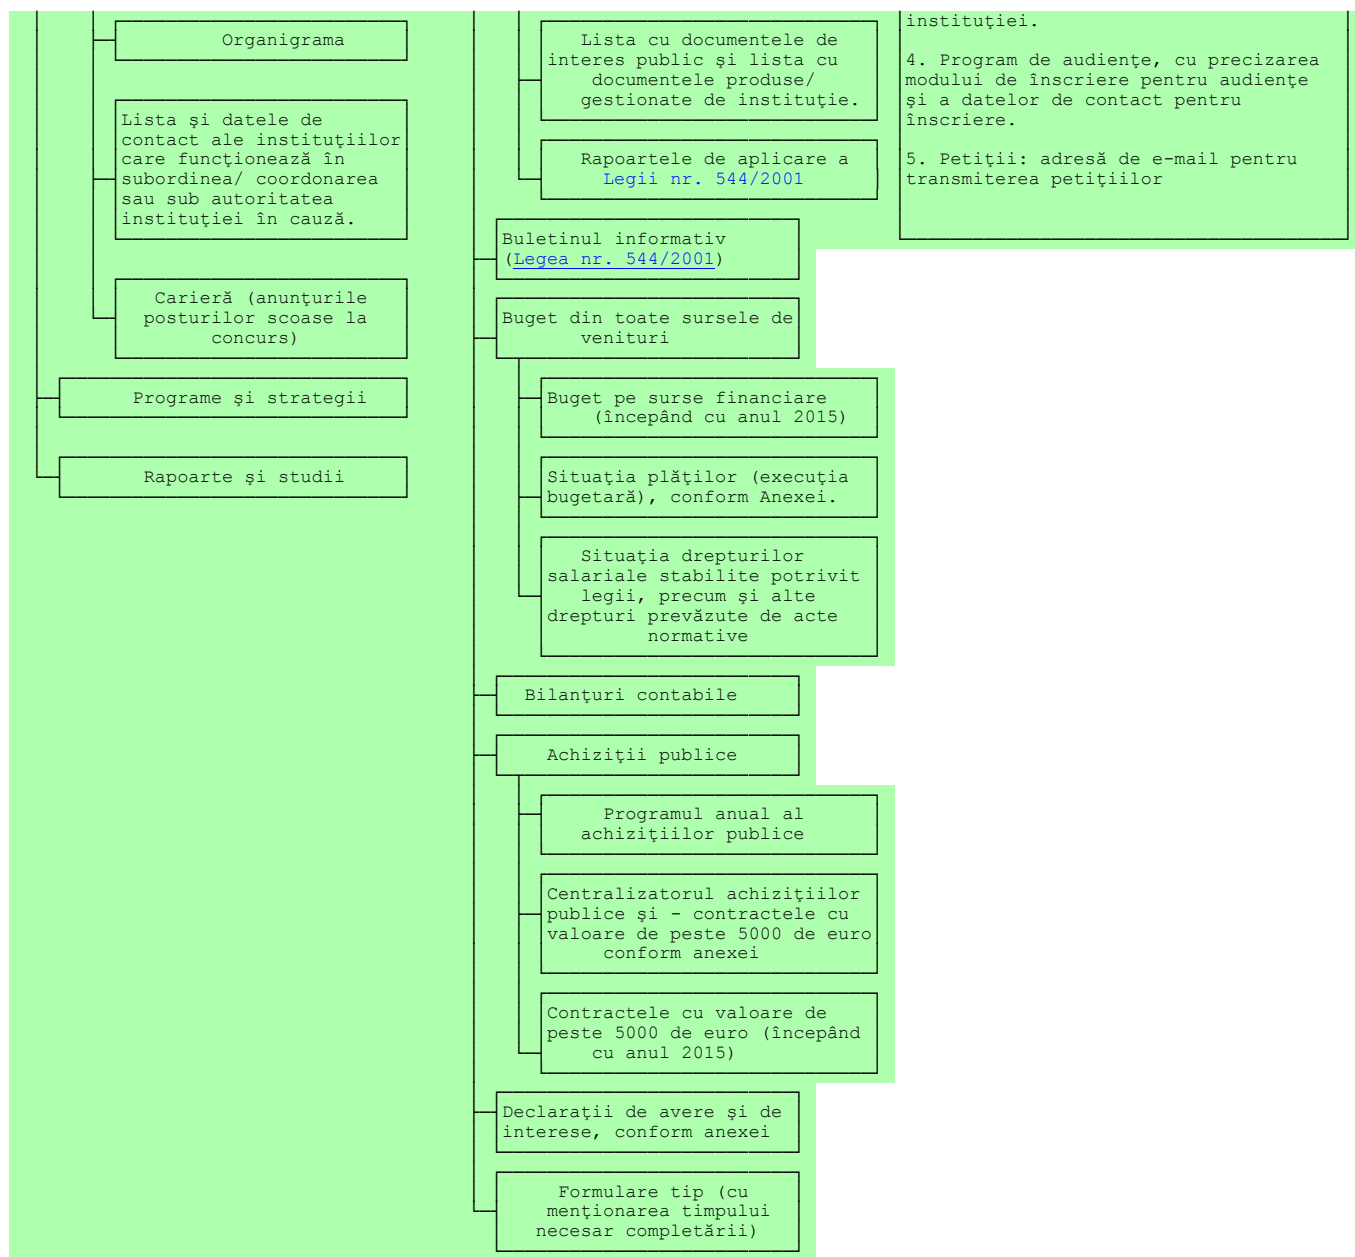 Organigrama
Lista şi datele de
contact ale instituţiilor
care funcţionează în
subordinea/ coordonarea
sau sub autoritatea
instituţiei în cauză.
Carieră (anunţurile
posturilor scoase la
concurs)
Programe şi strategii
Rapoarte şi studii
Lista cu documentele de
interes public şi lista cu
documentele produse/
gestionate de instituţie.
Rapoartele de aplicare a
Legii nr. 544/2001
Buletinul informativ
(Legea nr. 544/2001)
Buget din toate sursele de
venituri
Buget pe surse financiare
(începând cu anul 2015)
Situaţia plăţilor (execuţia
bugetară), conform Anexei.
Situaţia drepturilor
salariale stabilite potrivit
legii, precum şi alte
drepturi prevăzute de acte
normative
Bilanţuri contabile
Achiziţii publice
Programul anual al
achiziţiilor publice
Centralizatorul achiziţiilor
publice şi - contractele cu
valoare de peste 5000 de euro
conform anexei
Contractele cu valoare de
peste 5000 de euro (începând
cu anul 2015)
Declaraţii de avere şi de
interese, conform anexei
Formulare tip (cu
menţionarea timpului
necesar completării)
instituţiei.
4. Program de audienţe, cu precizarea
modului de înscriere pentru audienţe
şi a datelor de contact pentru
înscriere.
5. Petiţii: adresă de e-mail pentru
transmiterea petiţiilor